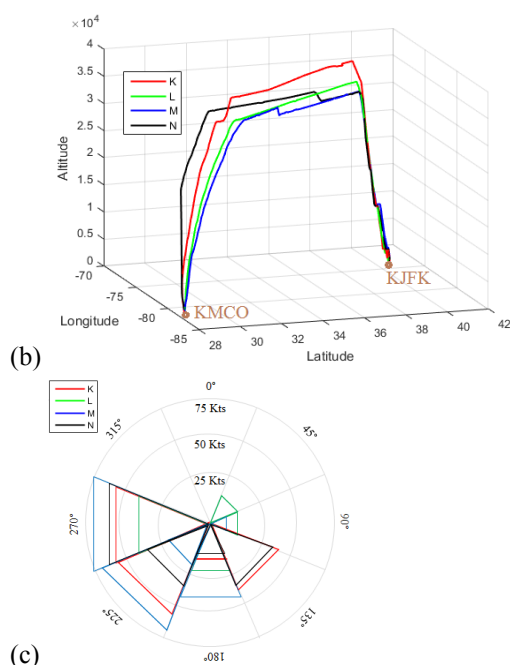 ×10⁴
4
3.5
3
2.5
2
1.5
1
0.5
0
-70
-75
-80
-85
28
30
32
34
36
38
40
42
Altitude
Longitude
Latitude
K
L
M
N
KMCO
KJFK
(b)
K
L
M
N
0°
45°
90°
135°
180°
225°
270°
315°
75 Kts
50 Kts
25 Kts
(c)